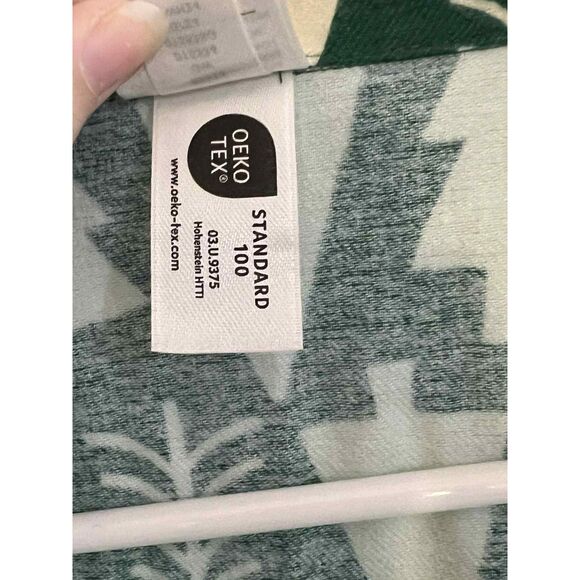 OEKO
TEX®
STANDARD
100
03.U.9375
Hohenstein HTTI
www.oeko-tex.com